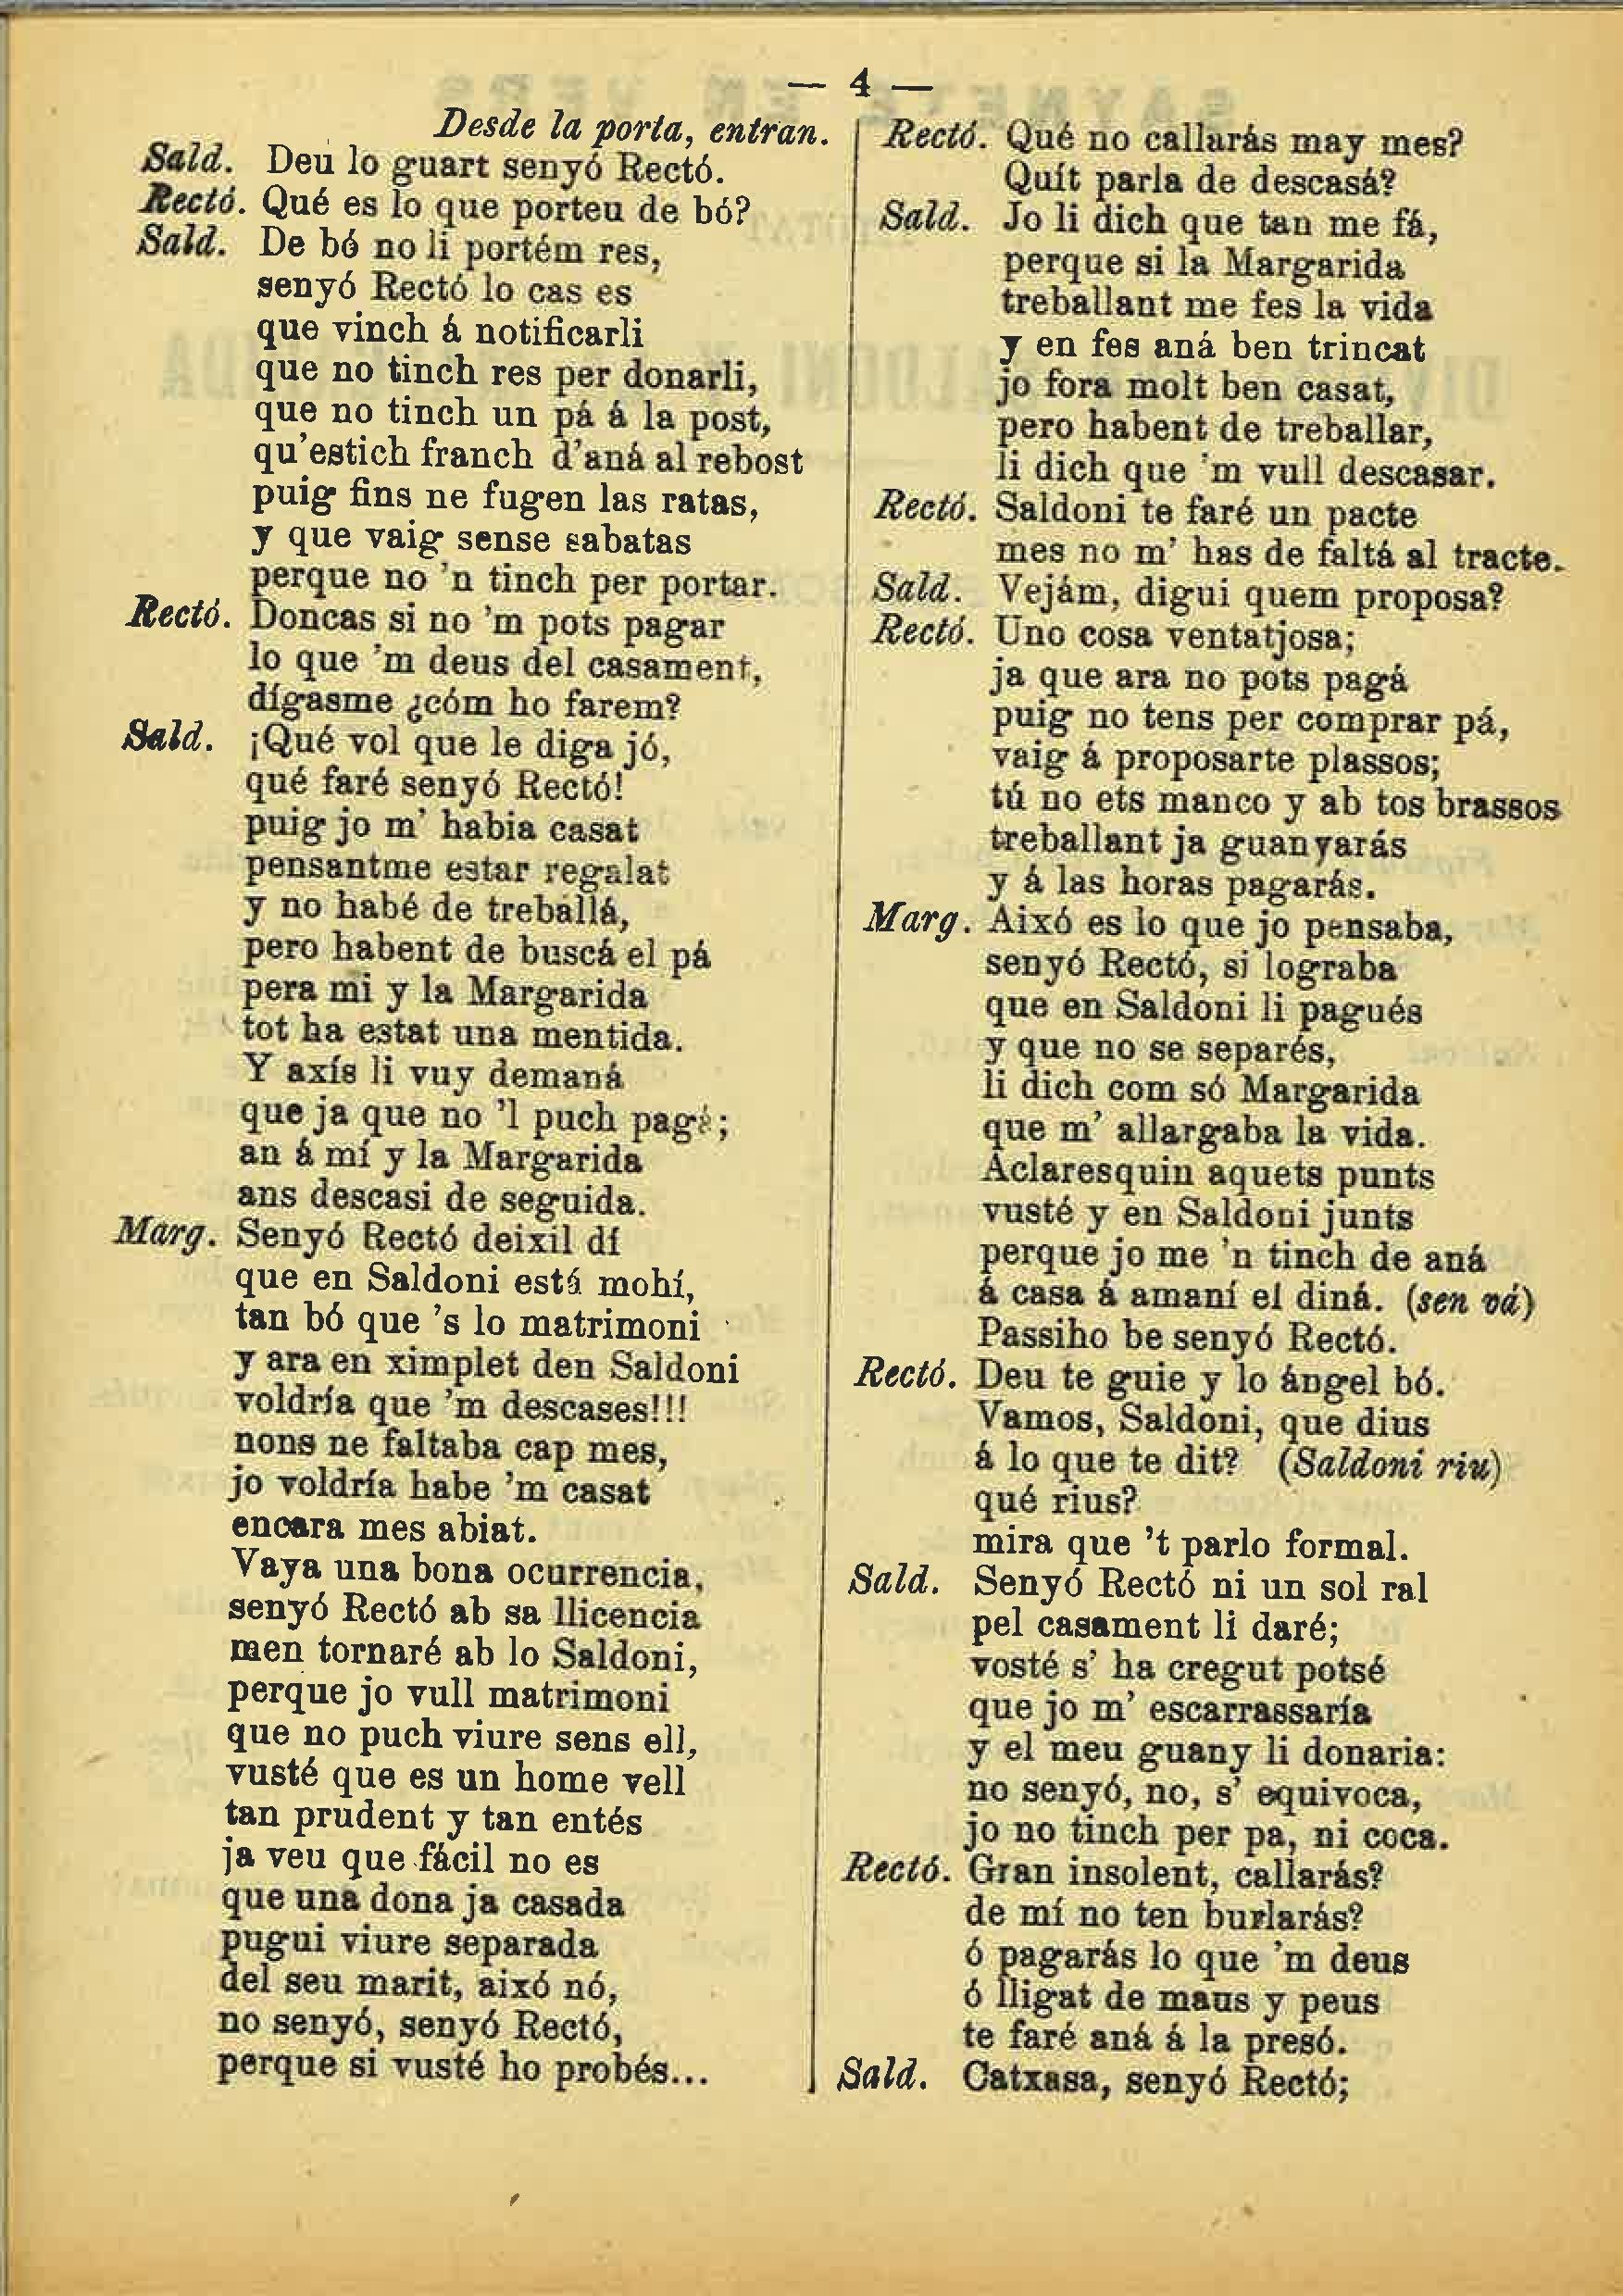 — 4 —
Desde la porta, entran.
Sald. Deu lo guart senyó Rectó.
Rectó. Qué es lo que porteu de bó?
Sald. De bó no li portém res,
senyó Rectó lo cas es
que vinch á notificarli
que no tinch res per donarli,
que no tinch un pá á la post,
qu'estich franch d'aná al rebost
puig fins ne fugen las ratas,
y que vaig sense sabatas
perque no 'n tinch per portar.
Rectó. Doncas si no 'm pots pagar
lo que 'm deus del casament,
dígasme ¿cóm ho farem?
Sald. ¡Qué vol que le diga jó,
qué faré senyó Rectó!
puig jo m' habia casat
pensantme estar regalat
y no habé de treballá,
pero habent de buscá el pá
pera mi y la Margarida
tot ha estat una mentida.
Y axís li vuy demaná
que ja que no 'l puch pagá;
an á mí y la Margarida
ans descasi de seguida.
Marg. Senyó Rectó deixil dí
que en Saldoni está mohí,
tan bó que 's lo matrimoni
y ara en ximplet den Saldoni
voldría que 'm descases!!!
nons ne faltaba cap mes,
jo voldría habe 'm casat
encara mes abiat.
Vaya una bona ocurrencia,
senyó Rectó ab sa llicencia
men tornaré ab lo Saldoni,
perque jo vull matrimoni
que no puch viure sens ell,
vusté que es un home vell
tan prudent y tan entés
ja veu que fácil no es
que una dona ja casada
pugui viure separada
del seu marit, aixó nó,
no senyó, senyó Rectó,
perque si vusté ho probés...
Rectó. Qué no callarás may mes?
Quít parla de descasá?
Sald. Jo li dich que tan me fá,
perque si la Margarida
treballant me fes la vida
y en fes aná ben trincat
jo fora molt ben casat,
pero habent de treballar,
li dich que 'm vull descasar.
Rectó. Saldoni te faré un pacte
mes no m' has de faltá al tracte.
Sald. Vejám, digui quem proposa?
Rectó. Uno cosa ventatjosa;
ja que ara no pots pagá
puig no tens per comprar pá,
vaig á proposarte plassos;
tú no ets manco y ab tos brassos
treballant ja guanyarás
y á las horas pagarás.
Marg. Aixó es lo que jo pensaba,
senyó Rectó, si lograba
que en Saldoni li pagués
y que no se separés,
li dich com só Margarida
que m' allargaba la vida.
Aclaresquin aquets punts
vusté y en Saldoni junts
perque jo me 'n tinch de aná
á casa á amaní el diná. (sen vá)
Passiho be senyó Rectó.
Rectó. Deu te guie y lo ángel bó.
Vamos, Saldoni, que dius
á lo que te dit? (Saldoni riu)
qué rius?
mira que 't parlo formal.
Sald. Senyó Rectó ni un sol ral
pel casament li daré;
vosté s' ha cregut potsé
que jo m' escarrassaría
y el meu guany li donaria:
no senyó, no, s' equivoca,
jo no tinch per pa, ni coca.
Rectó. Gran insolent, callarás?
de mí no ten burlarás?
ó pagarás lo que 'm deus
ó lligat de mans y peus
te faré aná á la presó.
Sald. Catxasa, senyó Rectó;